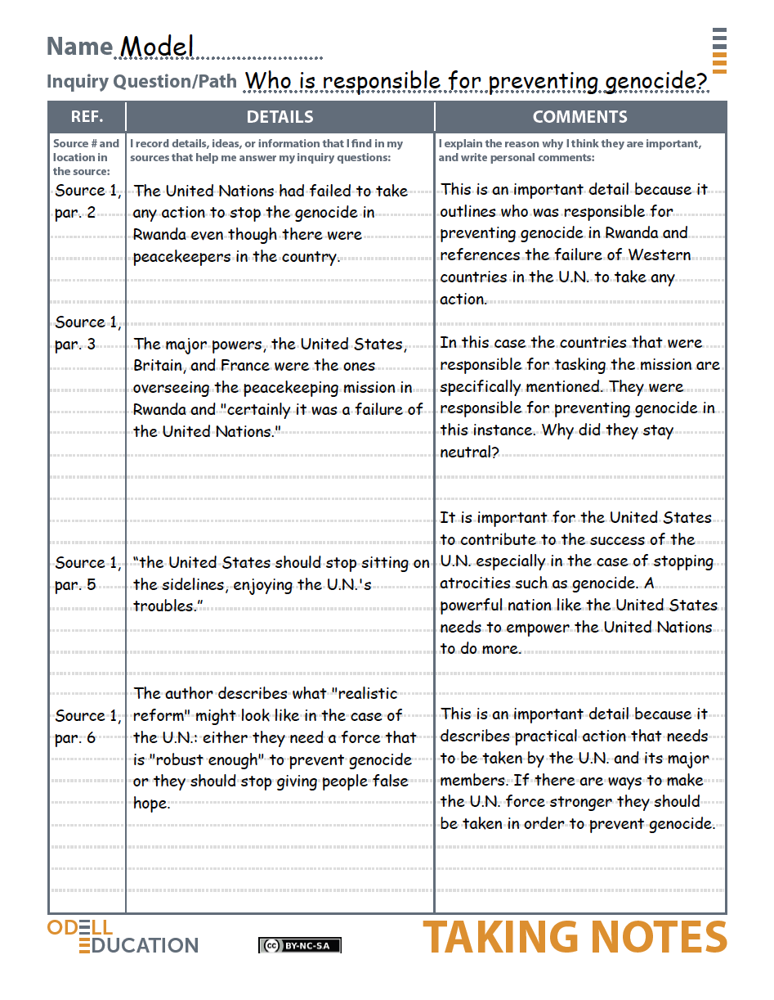 Name Model
Inquiry Question/Path Who is responsible for preventing genocide?
REF.
DETAILS
COMMENTS
Source # and
location in
the source:
I record details, ideas, or information that I find in my
sources that help me answer my inquiry questions:
I explain the reason why I think they are important,
and write personal comments:
Source 1,
par. 2
The United Nations had failed to take
any action to stop the genocide in
Rwanda even though there were
peacekeepers in the country.
This is an important detail because it
outlines who was responsible for
preventing genocide in Rwanda and
references the failure of Western
countries in the U.N. to take any
action.
Source 1,
par. 3
The major powers, the United States,
Britain, and France were the ones
overseeing the peacekeeping mission in
Rwanda and "certainly it was a failure of
the United Nations."
In this case the countries that were
responsible for tasking the mission are
specifically mentioned. They were
responsible for preventing genocide in
this instance. Why did they stay
neutral?
Source 1,
par. 5
“the United States should stop sitting on
the sidelines, enjoying the U.N.'s
troubles.”
It is important for the United States
to contribute to the success of the
U.N. especially in the case of stopping
atrocities such as genocide. A
powerful nation like the United States
needs to empower the United Nations
to do more.
Source 1,
par. 6
The author describes what "realistic
reform" might look like in the case of
the U.N.: either they need a force that
is "robust enough" to prevent genocide
or they should stop giving people false
hope.
This is an important detail because it
describes practical action that needs
to be taken by the U.N. and its major
members. If there are ways to make
the U.N. force stronger they should
be taken in order to prevent genocide.
ODELL
EDUCATION
cc BY-NC-SA
TAKING NOTES